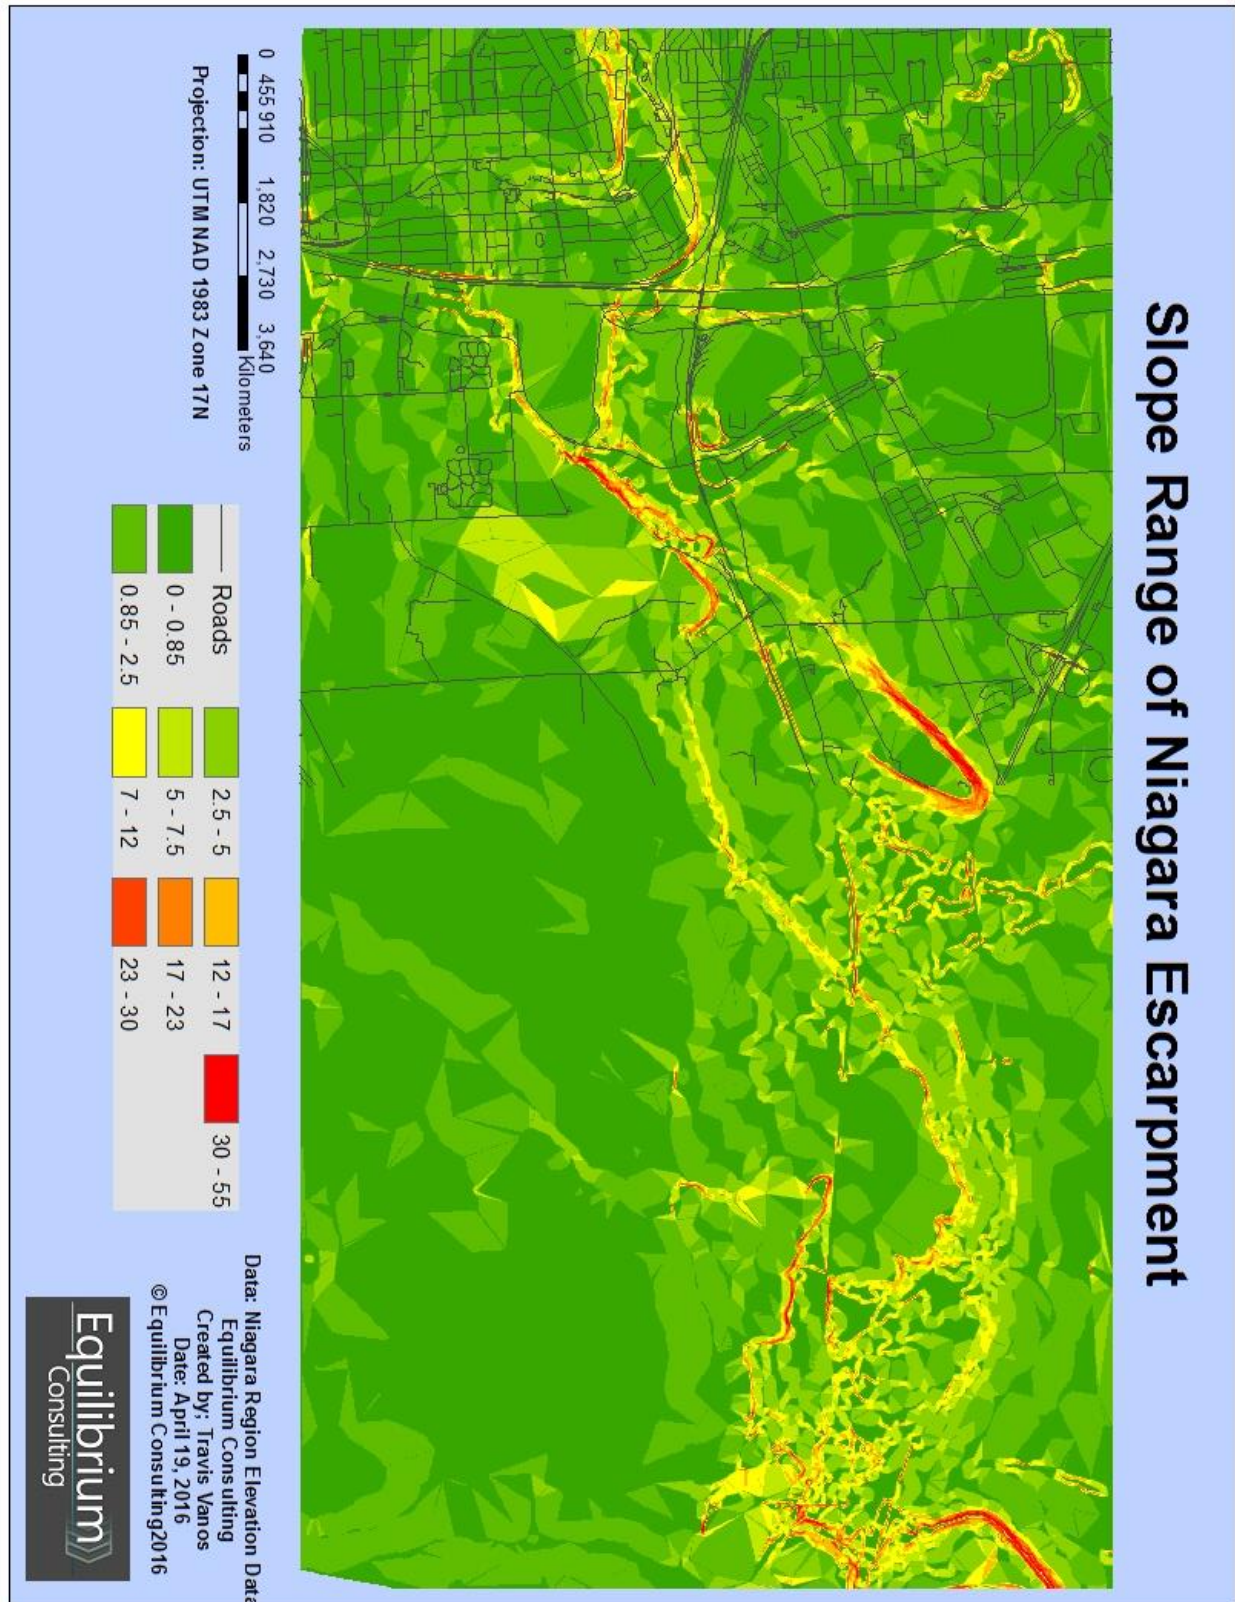 Slope Range of Niagara Escarpment
0 455 910 1,820 2,730 3,640
Kilometers
Projection: UTM NAD 1983 Zone 17N
Roads
0 - 0.85
0.85 - 2.5
2.5 - 5
5 - 7.5
7 - 12
12 - 17
17 - 23
23 - 30
30 - 55
Data: Niagara Region Elevation Data
Equilibrium Consulting
Created by; Travis Vanos
Date: April 19, 2016
© Equilibrium Consulting2016
Equilibrium
Consulting